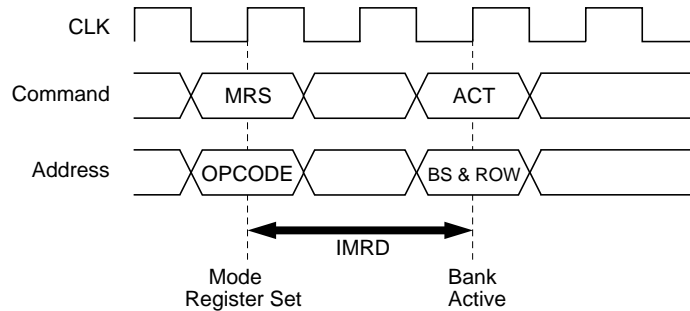 CLK
Command
MRS
ACT
Address
OPCODE
BS & ROW
IMRD
Mode
Register Set
Bank
Active